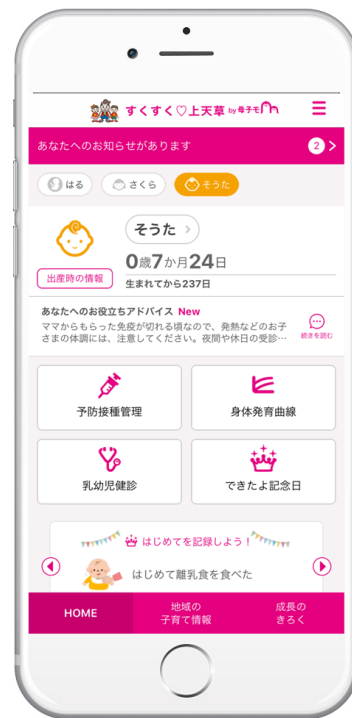 すくすく♡上天草 by 母子モ
あなたへのお知らせがあります 2
はる さくら そうた
そうた
0歳7か月24日
出産時の情報
生まれてから237日
あなたへのお役立ちアドバイス New
ママからもらった免疫が切れる頃なので、発熱などのお子
さまの体調には、注意してください。夜間や休日の受診…
続きを読む
予防接種管理
身体発育曲線
乳幼児健診
できたよ記念日
はじめてを記録しよう!
はじめて離乳食を食べた
HOME
地域の
子育て情報
成長の
きろく